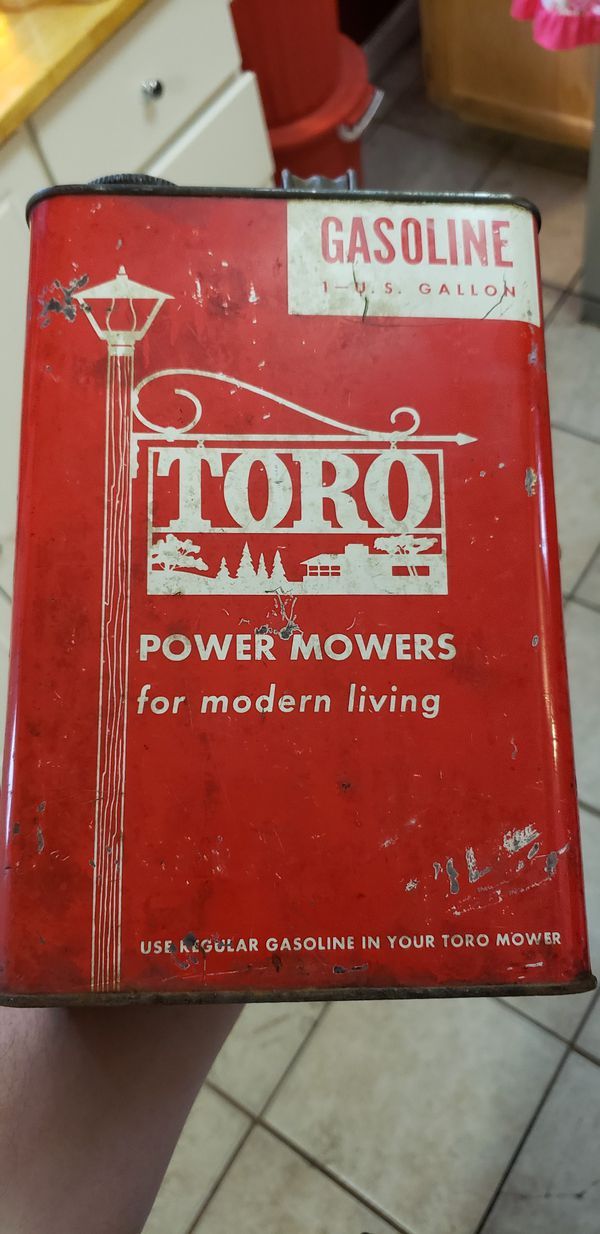 GASOLINE
1—U.S. GALLON
TORO
POWER MOWERS
for modern living
USE REGULAR GASOLINE IN YOUR TORO MOWER